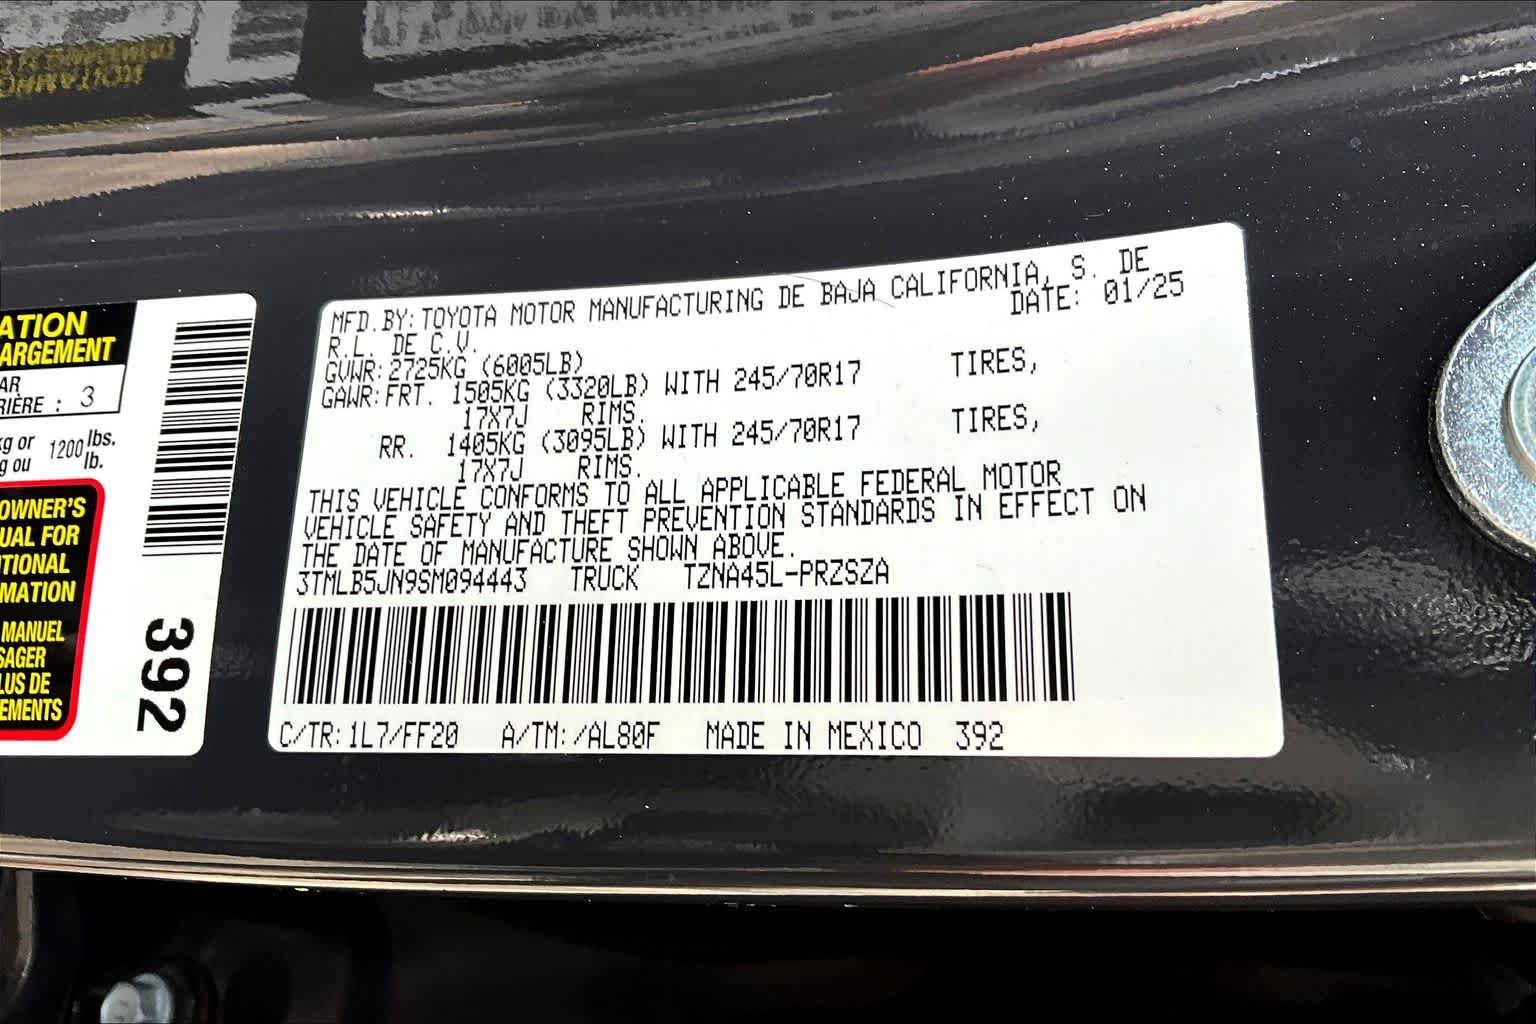 ATION
ARGEMENT
AR
RIÈRE : 3
kg or 1200 lbs.
g ou lb.
OWNER'S
UAL FOR
TIONAL
MATION
MANUEL
SAGER
LUS DE
EMENTS
392
MFD.BY:TOYOTA MOTOR MANUFACTURING DE BAJA CALIFORNIA, S. DE
R.L. DE C.V. DATE: 01/25
GVWR:2725KG (6005LB)
GAWR:FRT. 1505KG (3320LB) WITH 245/70R17 TIRES,
17X7J RIMS.
RR. 1405KG (3095LB) WITH 245/70R17 TIRES,
17X7J RIMS.
THIS VEHICLE CONFORMS TO ALL APPLICABLE FEDERAL MOTOR
VEHICLE SAFETY AND THEFT PREVENTION STANDARDS IN EFFECT ON
THE DATE OF MANUFACTURE SHOWN ABOVE.
3TMLB5JN9SM094443 TRUCK TZNA45L-PRZSZA
C/TR:1L7/FF20 A/TM:/AL80F MADE IN MEXICO 392